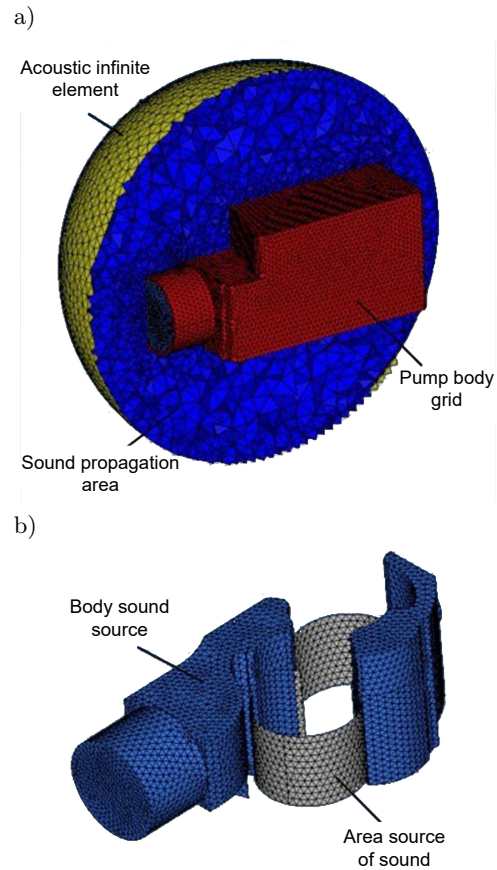 a)
Acoustic infinite
element
Pump body
grid
Sound propagation
area
b)
Body sound
source
Area source
of sound